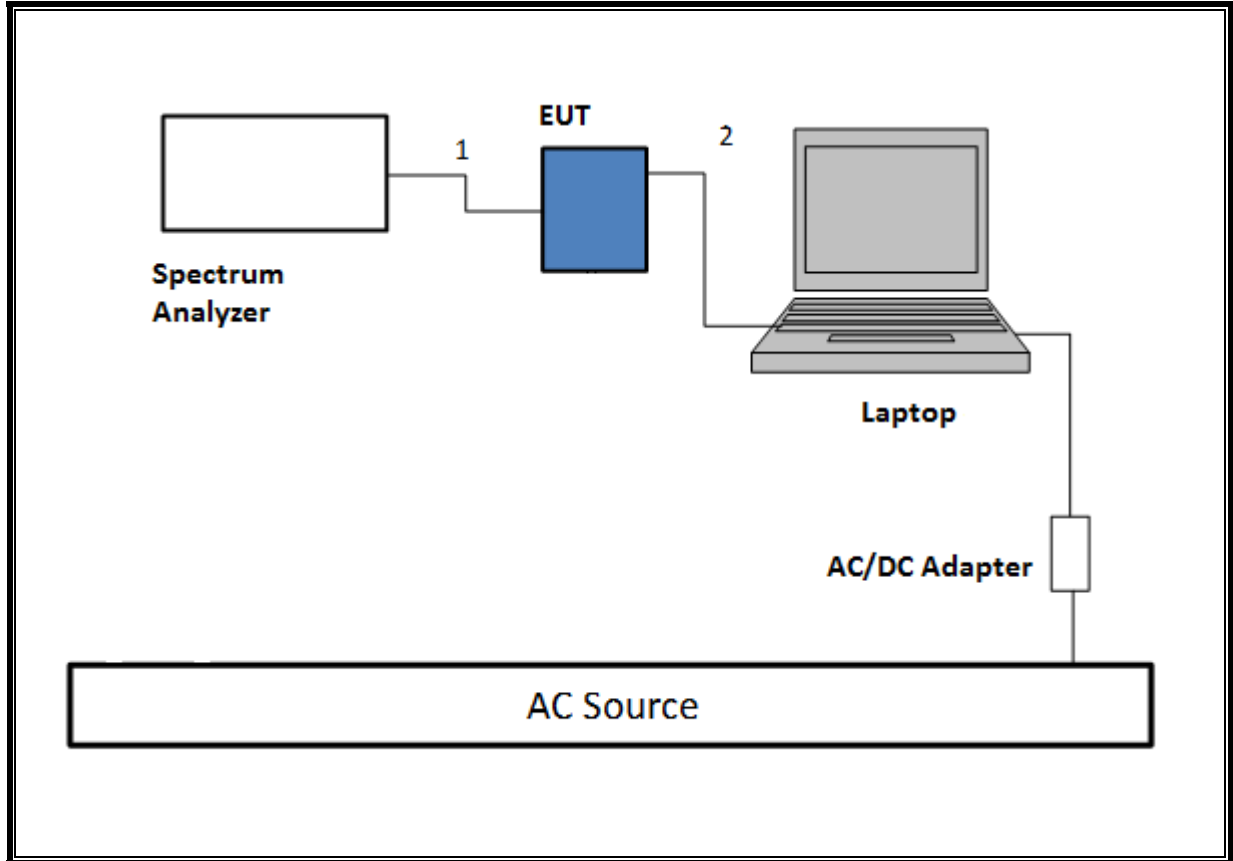 EUT
1
2
Spectrum
Analyzer
Laptop
AC/DC Adapter
AC Source